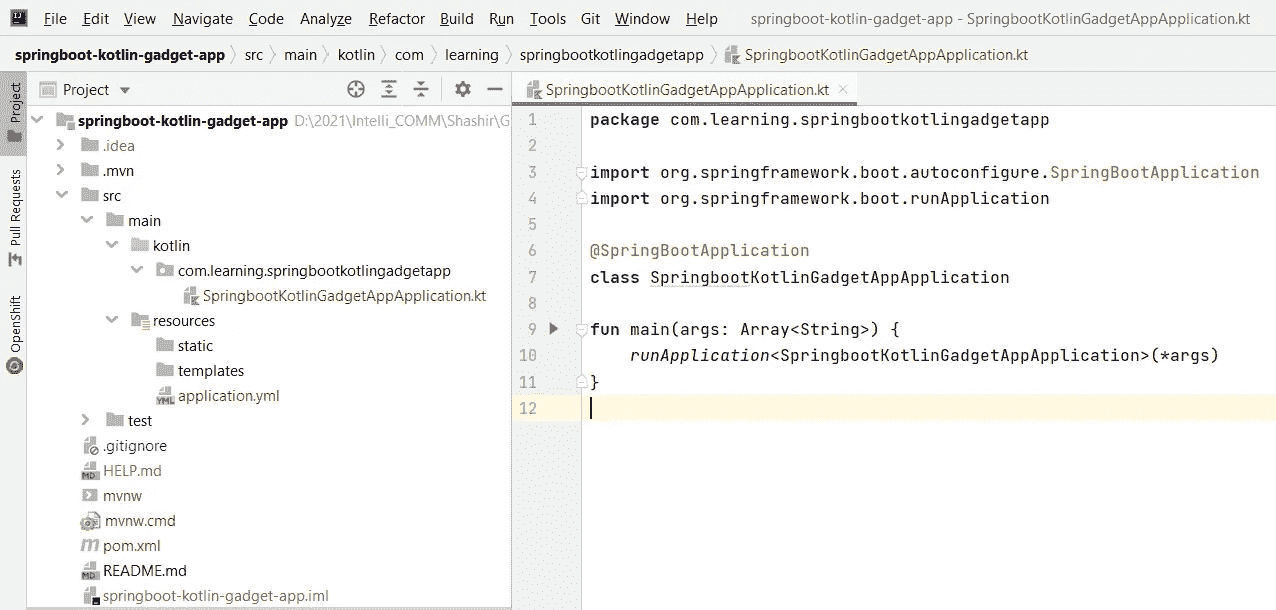 File Edit View Navigate Code Analyze Refactor Build Run Tools Git Window Help springboot-kotlin-gadget-app - SpringbootKotlinGadgetAppApplication.kt
springboot-kotlin-gadget-app src main kotlin com learning springbootkotlingadgetapp SpringbootKotlinGadgetAppApplication.kt
Project
Pull Requests
OpenShift
Project
springboot-kotlin-gadget-app D:\2021\Intelli_COMM\Shashir\G
.idea
.mvn
src
main
kotlin
com.learning.springbootkotlingadgetapp
SpringbootKotlinGadgetAppApplication.kt
resources
static
templates
application.yml
test
.gitignore
HELP.md
mvnw
mvnw.cmd
pom.xml
README.md
springboot-kotlin-gadget-app.iml
SpringbootKotlinGadgetAppApplication.kt
1 package com.learning.springbootkotlingadgetapp
2
3 import org.springframework.boot.autoconfigure.SpringBootApplication
4 import org.springframework.boot.runApplication
5
6 @SpringBootApplication
7 class SpringbootKotlinGadgetAppApplication
8
9 fun main(args: Array<String>) {
10 runApplication<SpringbootKotlinGadgetAppApplication>(*args)
11 }
12